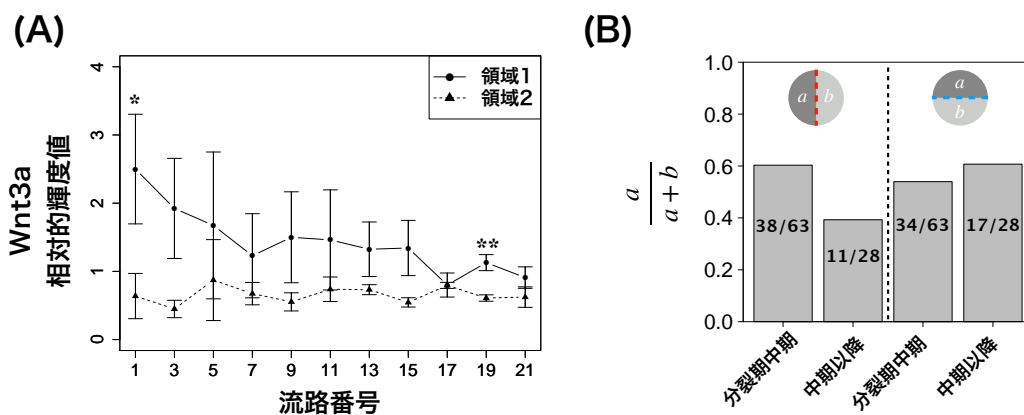 (A)
Wnt3a
相対的輝度値
4
3
2
1
0
*
**
領域1
領域2
1 3 5 7 9 11 13 15 17 19 21
流路番号
(B)
a
a + b
1.0
0.8
0.6
0.4
0.2
0.0
a b
a
b
38/63
11/28
34/63
17/28
分裂期中期
中期以降
分裂期中期
中期以降